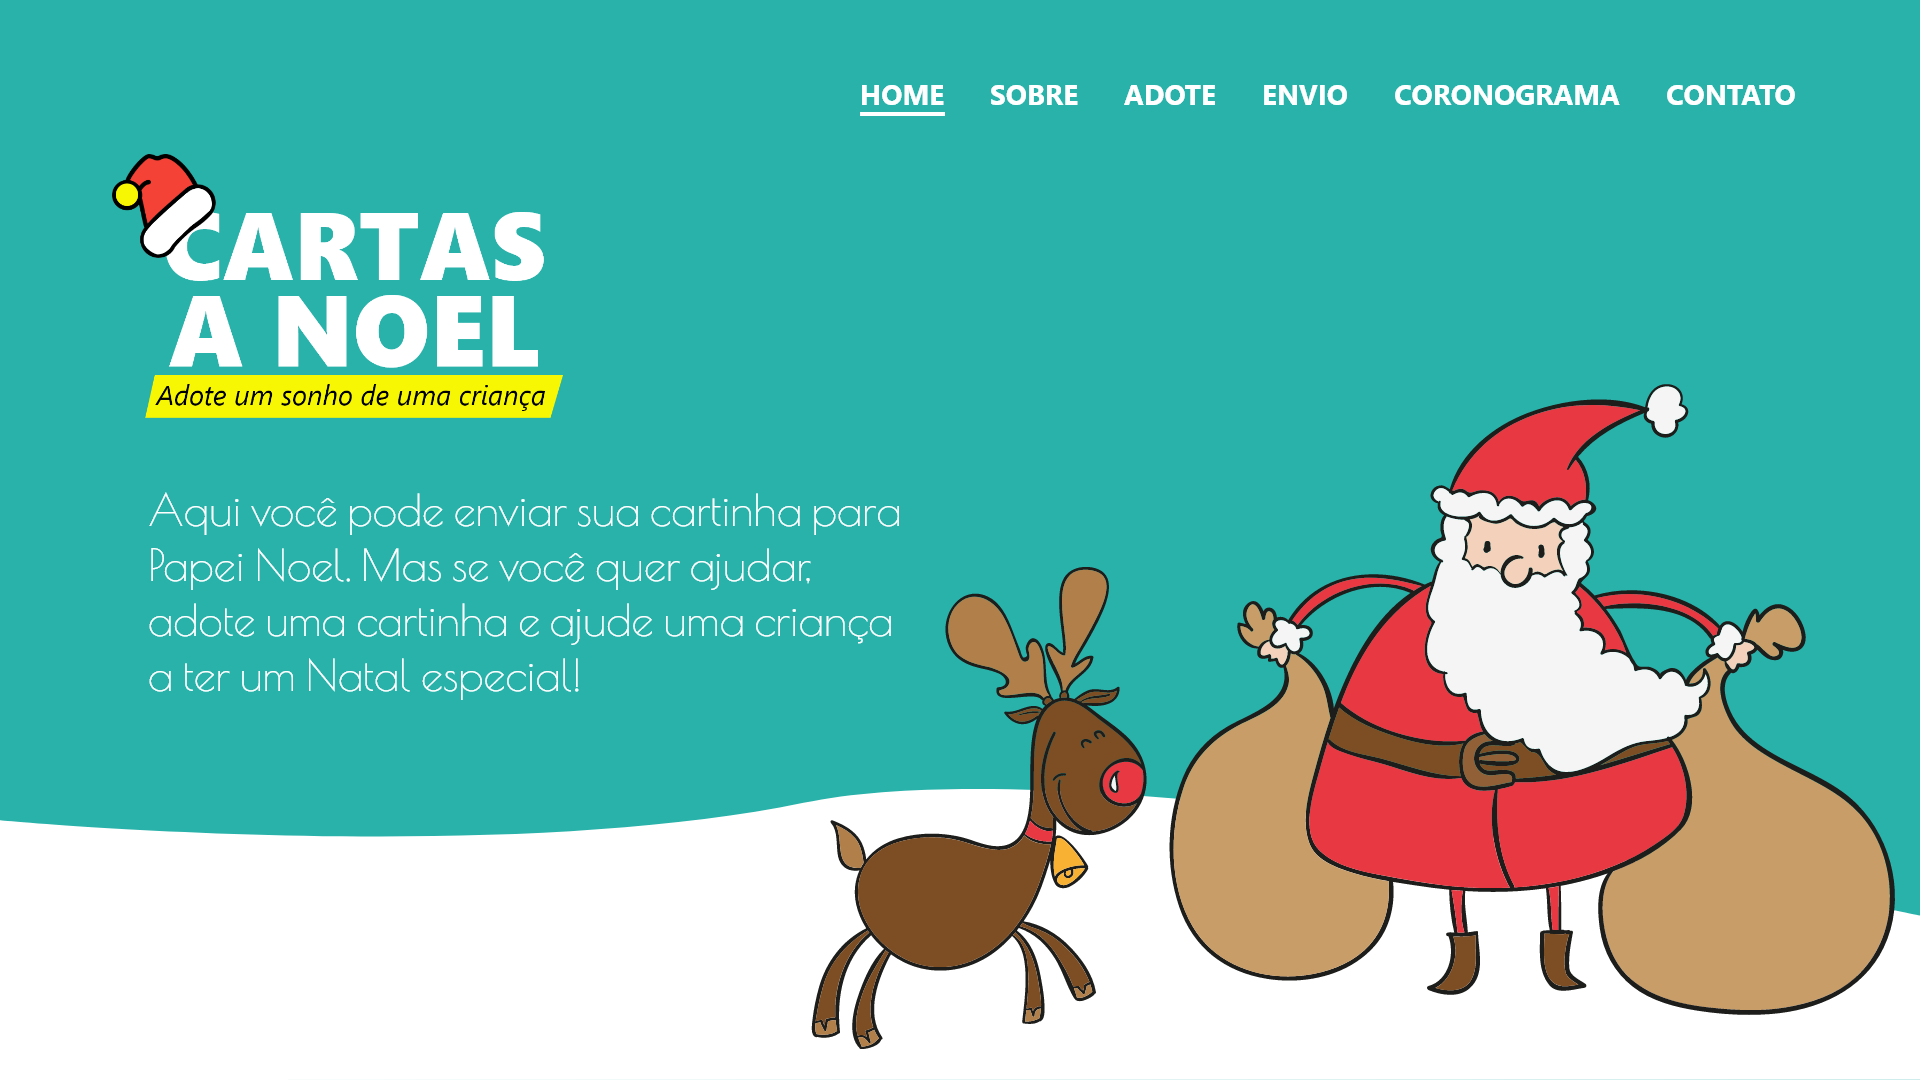 HOME SOBRE ADOTE ENVIO CORONOGRAMA CONTATO
CARTAS
A NOEL
Adote um sonho de uma criança
Aqui você pode enviar sua cartinha para
Papei Noel. Mas se você quer ajudar,
adote uma cartinha e ajude uma criança
a ter um Natal especial!